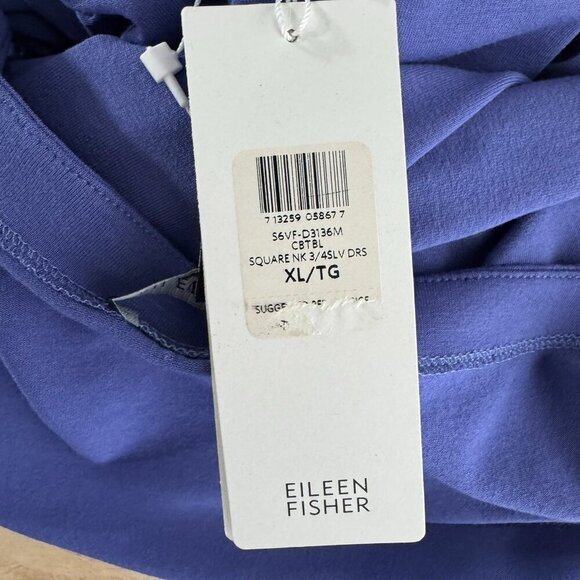 7 13259 05867 7
S6VF-D3136M
CBTBL
SQUARE NK 3/4SLV DRS
XL/TG
EILEEN
FISHER